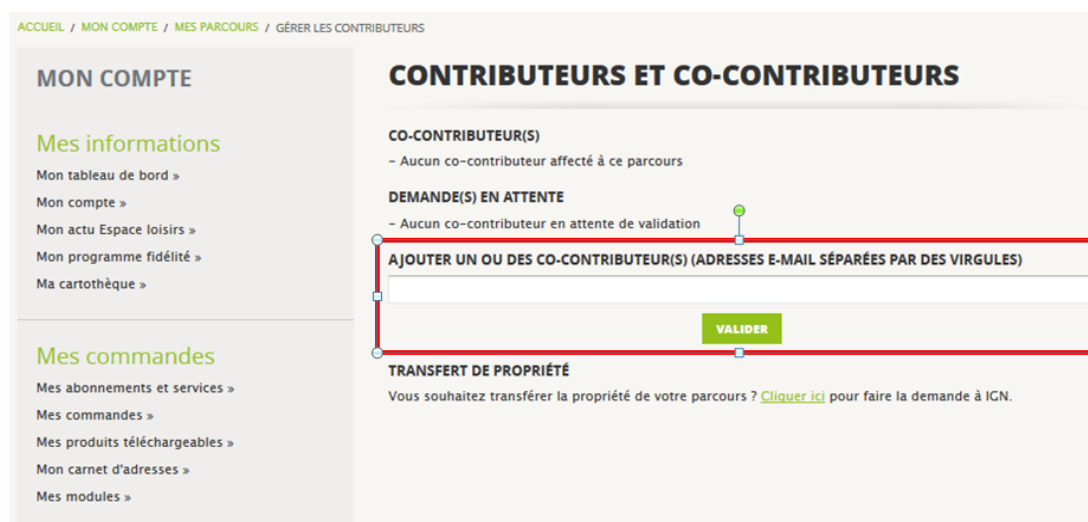 ACCUEIL / MON COMPTE / MES PARCOURS / GÉRER LES CONTRIBUTEURS
MON COMPTE
Mes informations
Mon tableau de bord »
Mon compte »
Mon actu Espace loisirs »
Mon programme fidélité »
Ma cartothèque »
Mes commandes
Mes abonnements et services »
Mes commandes »
Mes produits téléchargeables »
Mon carnet d'adresses »
Mes modules »
CONTRIBUTEURS ET CO-CONTRIBUTEURS
CO-CONTRIBUTEUR(S)
- Aucun co-contributeur affecté à ce parcours
DEMANDE(S) EN ATTENTE
- Aucun co-contributeur en attente de validation
AJOUTER UN OU DES CO-CONTRIBUTEUR(S) (ADRESSES E-MAIL SÉPARÉES PAR DES VIRGULES)
VALIDER
TRANSFERT DE PROPRIÉTÉ
Vous souhaitez transférer la propriété de votre parcours ? Cliquer ici pour faire la demande à IGN.